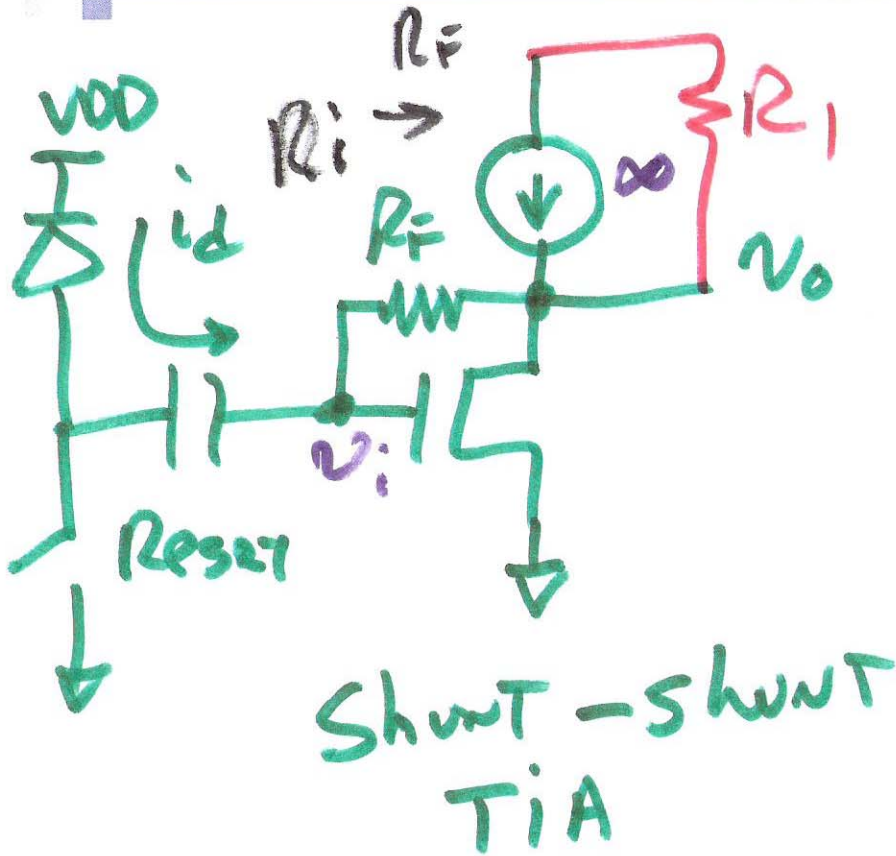 RF
VDD
Ri →
R1
∞
id
RF
vo
vi
Reset
Shunt - Shunt
TiA